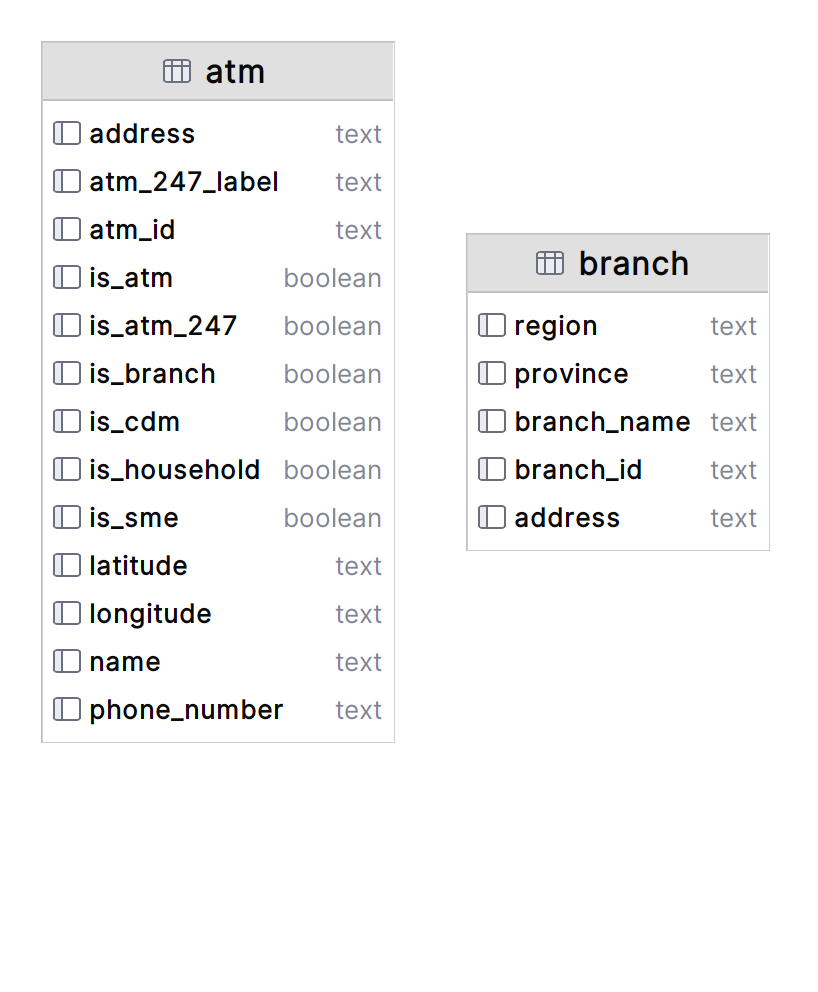 atm
address text
atm_247_label text
atm_id text
is_atm boolean
is_atm_247 boolean
is_branch boolean
is_cdm boolean
is_household boolean
is_sme boolean
latitude text
longitude text
name text
phone_number text
branch
region text
province text
branch_name text
branch_id text
address text